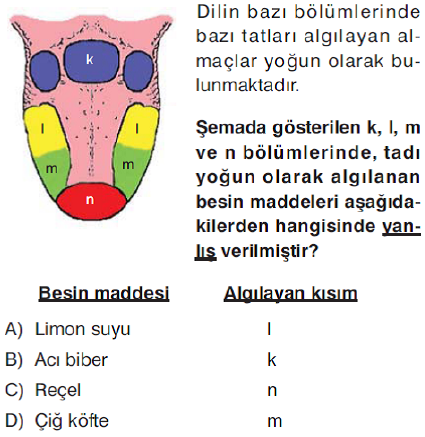 k
l
l
m
m
n
Dilin bazı bölümlerinde
bazı tatları algılayan al-
maçlar yoğun olarak bu-
lunmaktadır.
Şemada gösterilen k, l, m
ve n bölümlerinde, tadı
yoğun olarak algılanan
besin maddeleri aşağıda-
kilerden hangisinde yan-
lış verilmiştir?
Besin maddesi Algılayan kısım
A) Limon suyu l
B) Acı biber k
C) Reçel n
D) Çiğ köfte m